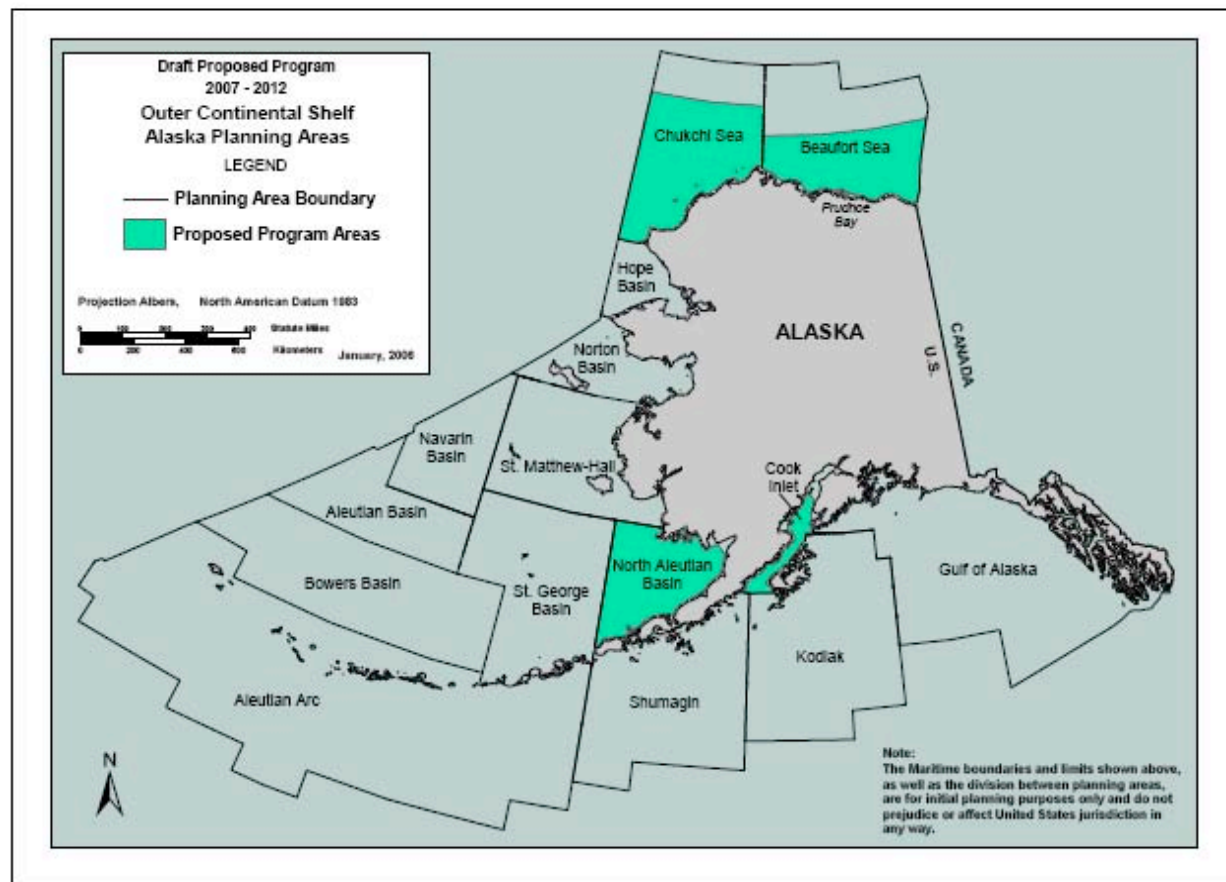 Draft Proposed Program
2007 - 2012
Outer Continental Shelf
Alaska Planning Areas
LEGEND
Planning Area Boundary
Proposed Program Areas
Projection Albers, North American Datum 1983
Statute Miles
Kilometers
January, 2006
Chukchi Sea
Beaufort Sea
Prudhoe
Bay
Hope
Basin
ALASKA
CANADA
U.S.
Norton
Basin
Navarin
Basin
St. Matthew-Hall
Cook
Inlet
Aleutian Basin
North Aleutian
Basin
Gulf of Alaska
Bowers Basin
St. George
Basin
Kodiak
Aleutian Arc
Shumagin
N
Note:
The Maritime boundaries and limits shown above,
as well as the division between planning areas,
are for initial planning purposes only and do not
prejudice or affect United States jurisdiction in
any way.